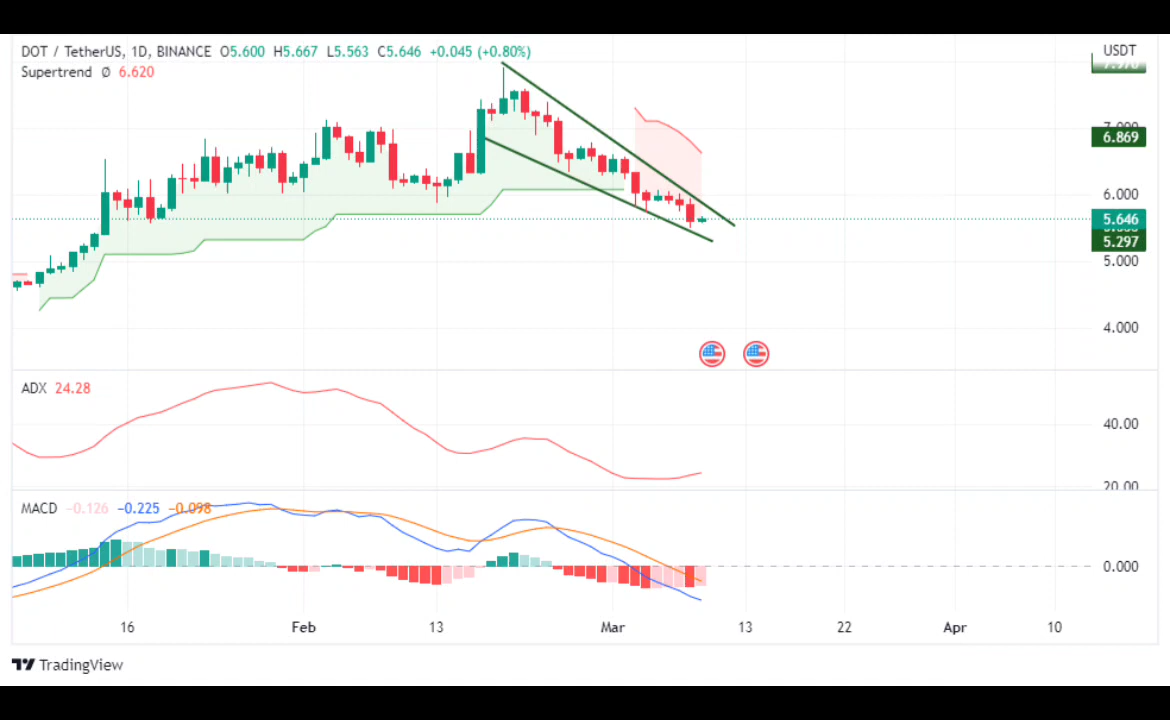 DOT / TetherUS, 1D, BINANCE O5.600 H5.667 L5.563 C5.646 +0.045 (+0.80%)
USDT
Supertrend Ø 6.620
7.000
6.869
6.000
5.646
5.297
5.000
4.000
ADX 24.28
40.00
20.00
MACD −0.126 −0.225 −0.098
0.000
16 Feb 13 Mar 13 22 Apr 10
TradingView